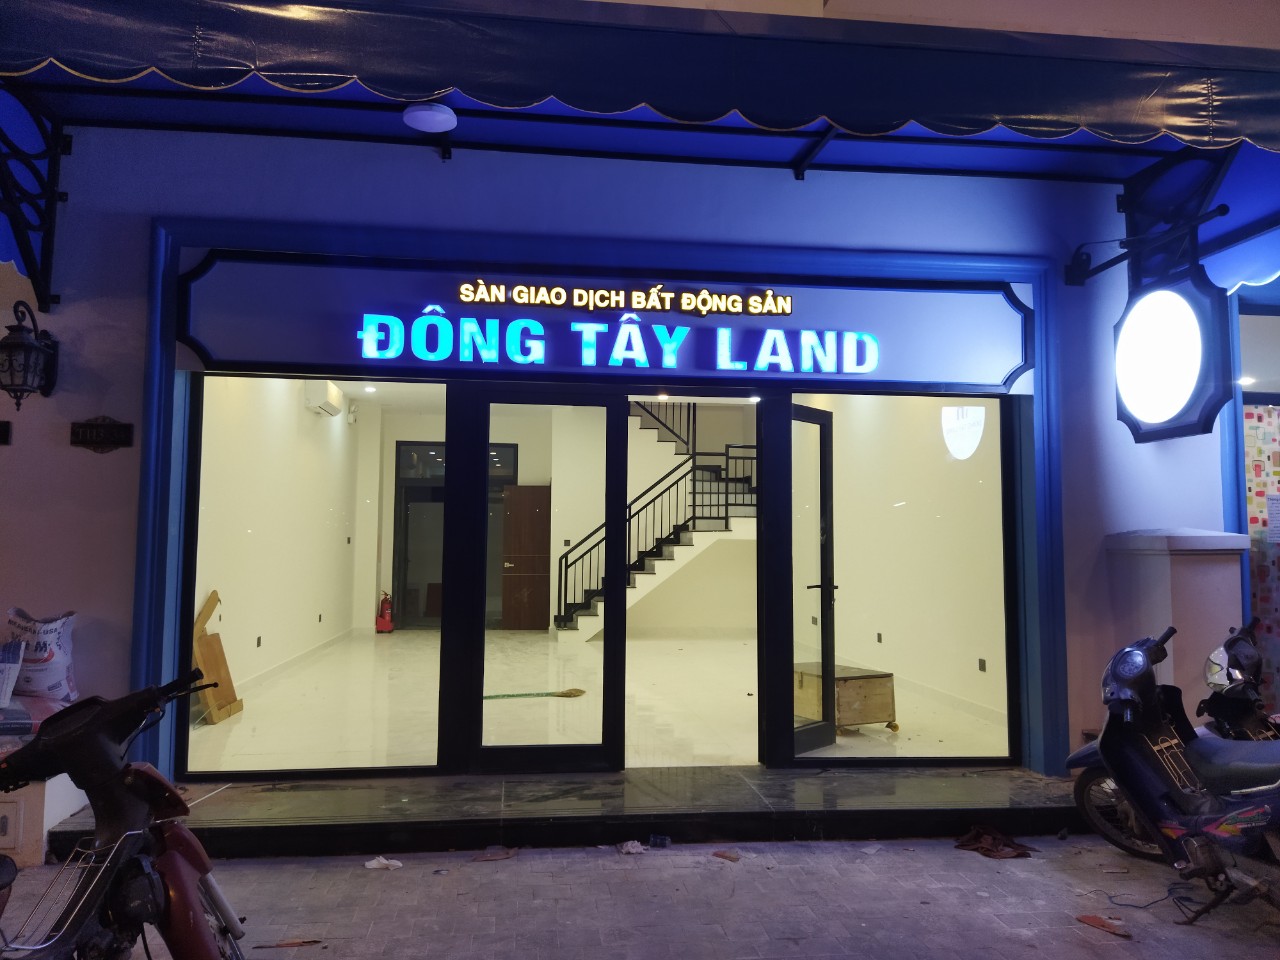 SÀN GIAO DỊCH BẤT ĐỘNG SẢN
ĐÔNG TÂY LAND